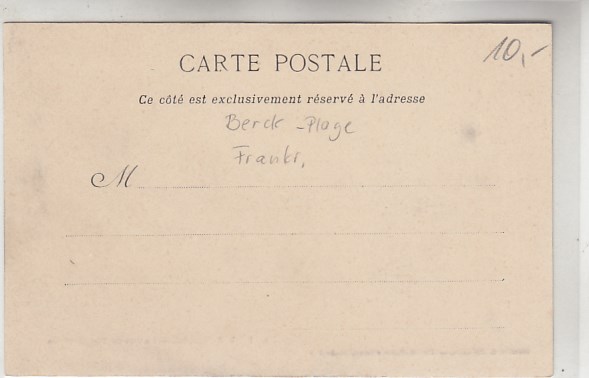 10,-
CARTE POSTALE
Ce côté est exclusivement réservé à l'adresse
Berck-Plage
Frankr,
M